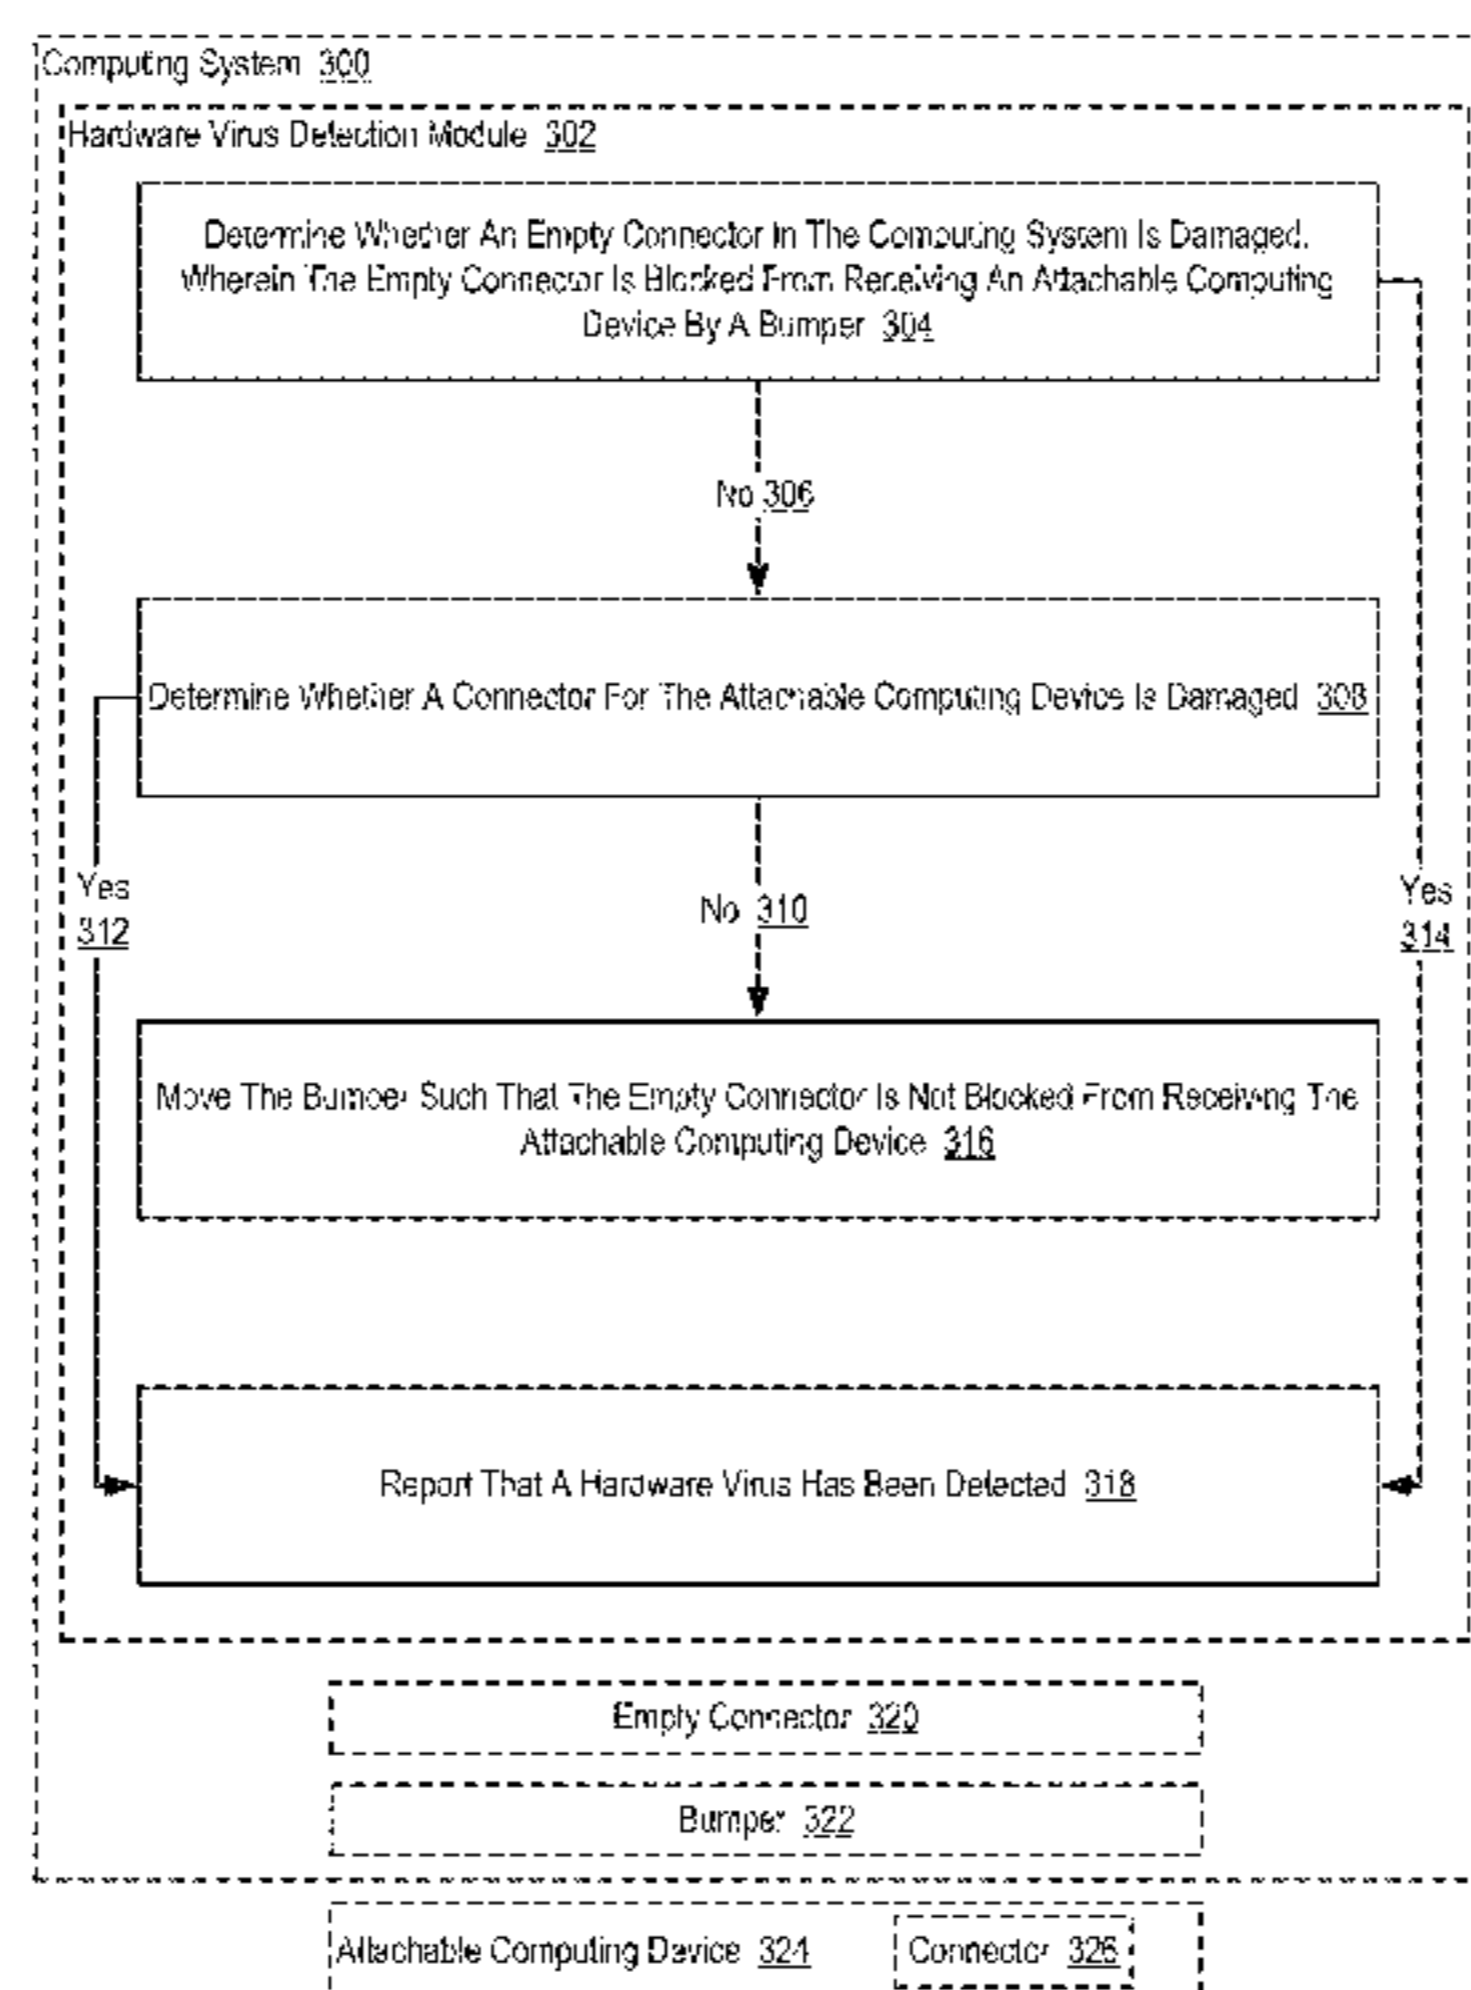 Computing System 300
Hardware Virus Detection Module 302
Determine Whether An Empty Connector In The Computing System Is Damaged,
Wherein The Empty Connector Is Blocked From Receiving An Attachable Computing
Device By A Bumper 304
No 306
Determine Whether A Connector For The Attachable Computing Device Is Damaged 308
Yes
312
No 310
Yes
314
Move The Bumper Such That The Empty Connector Is Not Blocked From Receiving The
Attachable Computing Device 316
Report That A Hardware Virus Has Been Detected 318
Empty Connector 320
Bumper 322
Attachable Computing Device 324
Connector 326